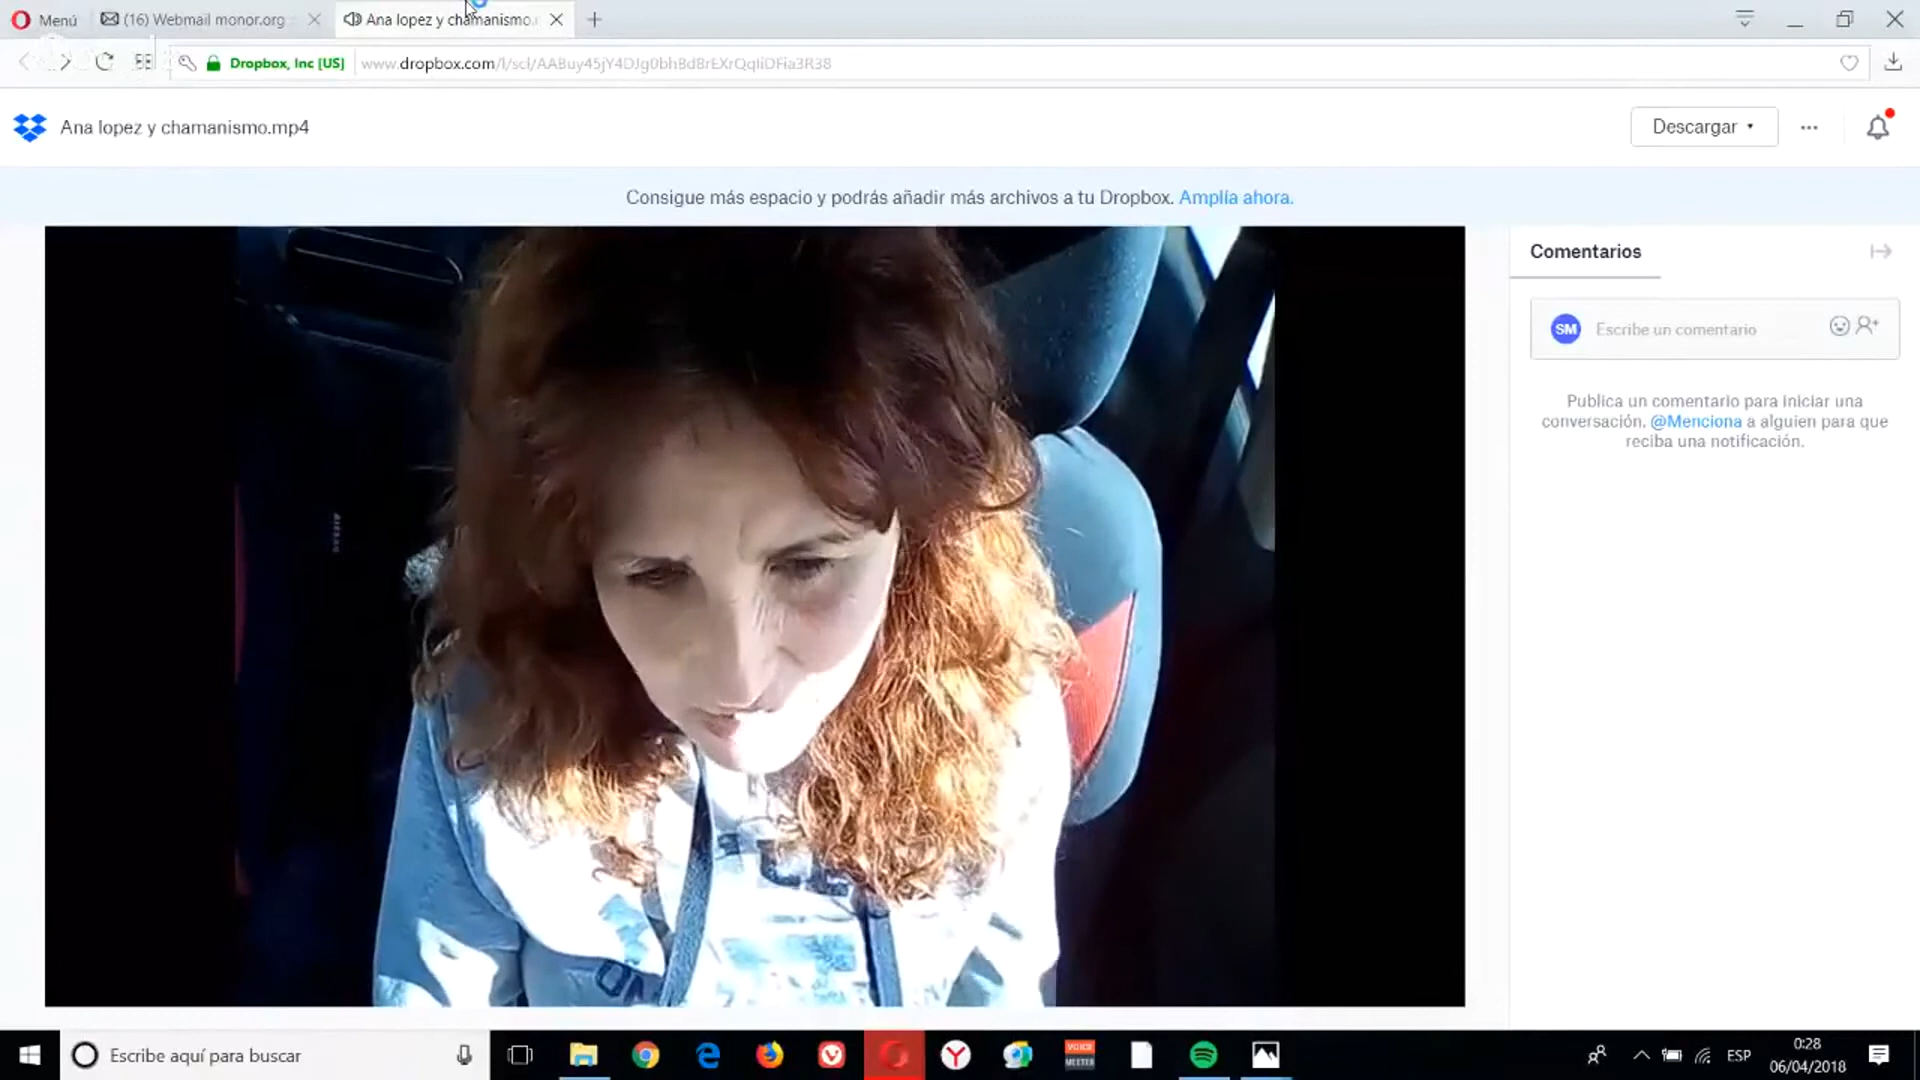 Menú
(16) Webmail monor.org
Ana lopez y chamanismo.
Dropbox, Inc [US]
www.dropbox.com/l/scl/AABuy45jY4DJg0bhBd8rEXrQqIiDFia3R38
Ana lopez y chamanismo.mp4
Descargar
Consigue más espacio y podrás añadir más archivos a tu Dropbox. Amplía ahora.
Comentarios
SM
Escribe un comentario
Publica un comentario para iniciar una
conversación. @Menciona a alguien para que
reciba una notificación.
Escribe aquí para buscar
VOICE
MEETER
ESP
0:28
06/04/2018